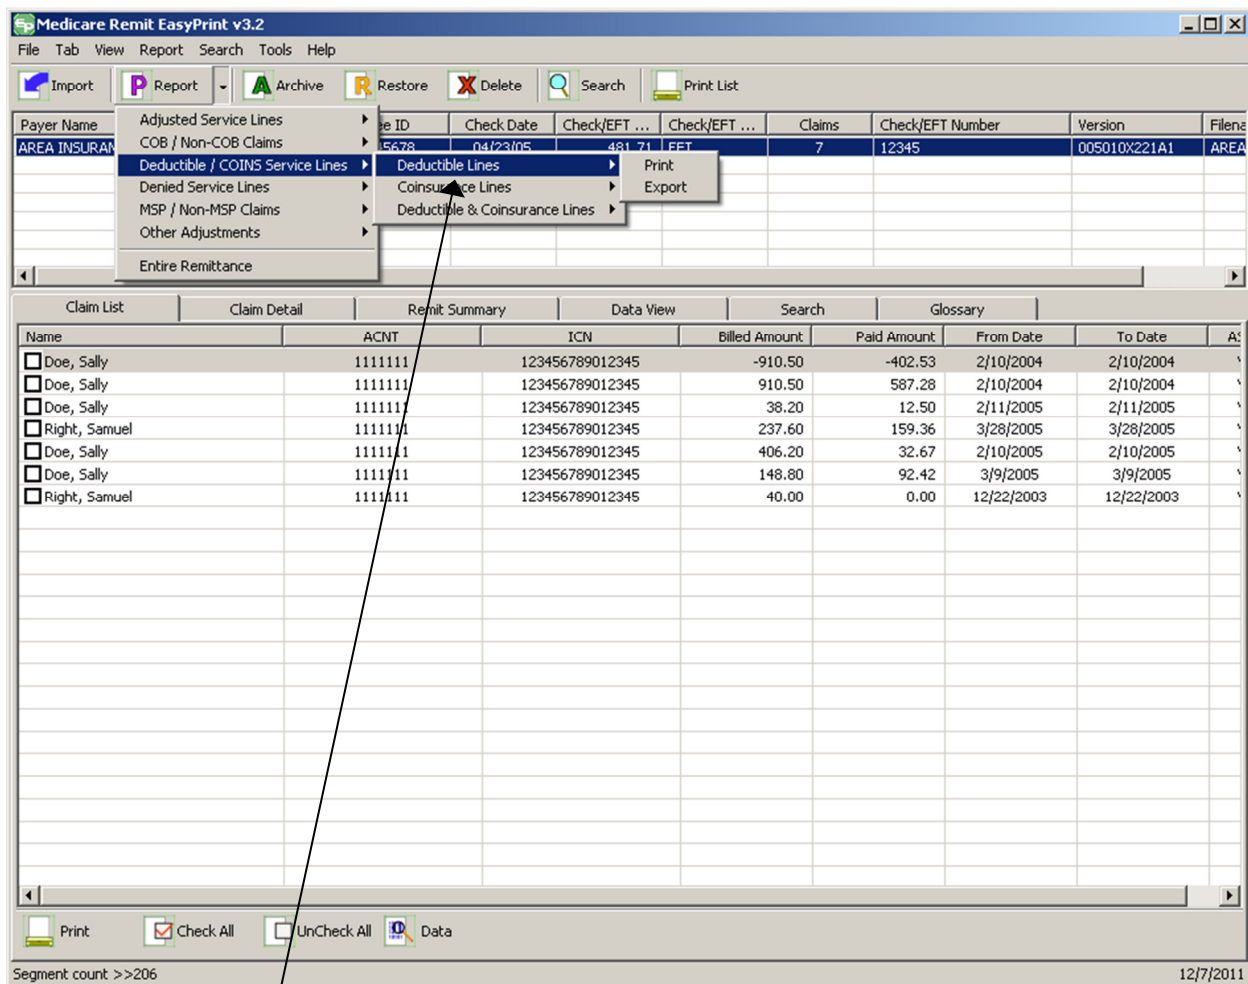 Medicare Remit EasyPrint v3.2
File Tab View Report Search Tools Help
Import Report Archive Restore Delete Search Print List
Payer Name ee ID Check Date Check/EFT ... Check/EFT ... Claims Check/EFT Number Version Filena
AREA INSURAN 5678 04/23/05 481.71 EFT 7 12345 005010X221A1 AREA
Adjusted Service Lines
COB / Non-COB Claims
Deductible / COINS Service Lines Deductible Lines Print
Denied Service Lines Coinsurance Lines Export
MSP / Non-MSP Claims Deductible & Coinsurance Lines
Other Adjustments
Entire Remittance
Claim List Claim Detail Remit Summary Data View Search Glossary
Name ACNT ICN Billed Amount Paid Amount From Date To Date AS
Doe, Sally 1111111 123456789012345 -910.50 -402.53 2/10/2004 2/10/2004
Doe, Sally 1111111 123456789012345 910.50 587.28 2/10/2004 2/10/2004
Doe, Sally 1111111 123456789012345 38.20 12.50 2/11/2005 2/11/2005
Right, Samuel 1111111 123456789012345 237.60 159.36 3/28/2005 3/28/2005
Doe, Sally 1111111 123456789012345 406.20 32.67 2/10/2005 2/10/2005
Doe, Sally 1111111 123456789012345 148.80 92.42 3/9/2005 3/9/2005
Right, Samuel 1111111 123456789012345 40.00 0.00 12/22/2003 12/22/2003
Print Check All UnCheck All Data
Segment count >>206 12/7/2011